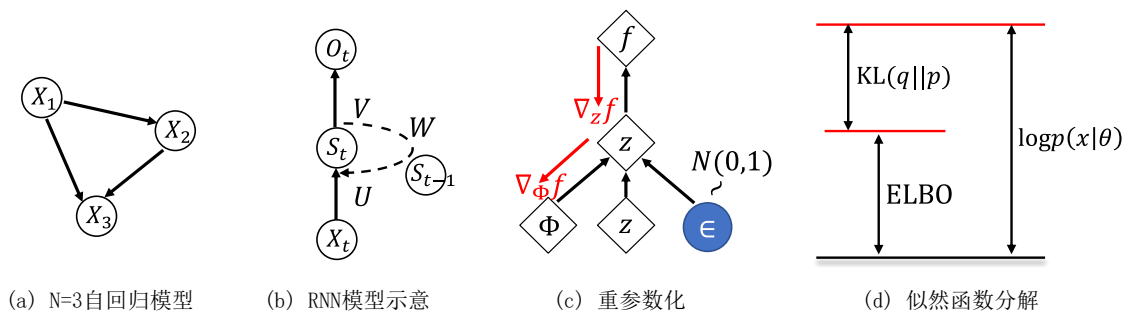 X₁
X₂
X₃
(a) N=3自回归模型
Oₜ
V
W
Sₜ
Sₜ₋₁
U
Xₜ
(b) RNN模型示意
f
∇zf
z
N(0,1)
∇Φf
Φ
z
∈
(c) 重参数化
KL(q||p)
logp(x|θ)
ELBO
(d) 似然函数分解